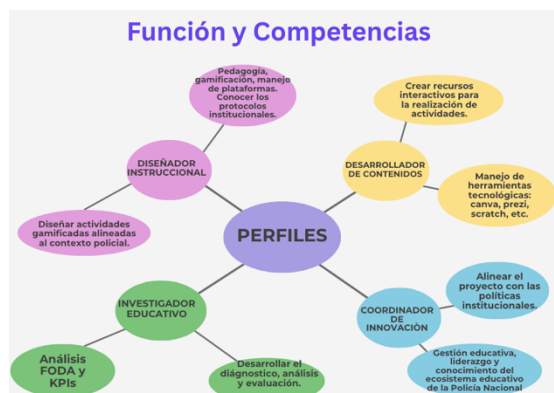 Función y Competencias
Pedagogía,
gamificación, manejo
de plataformas.
Conocer los
protocolos
institucionales.
DISEÑADOR
INSTRUCCIONAL
Diseñar actividades
gamificadas alineadas
al contexto policial.
Crear recursos
interactivos para
la realización de
actividades.
DESARROLLADOR
DE CONTENIDOS
Manejo de
herramientas
tecnológicas:
canva, prezi,
scratch, etc.
PERFILES
INVESTIGADOR
EDUCATIVO
Análisis
FODA y
KPIs
Desarrollar el
diágnostico, análisis
y evaluación.
COORDINADOR
DE
INNOVACIÒN
Alinear el
proyecto con las
políticas
institucionales.
Gestión educativa,
liderazgo y
conocimiento del
ecosistema educativo
de la Policía Nacional